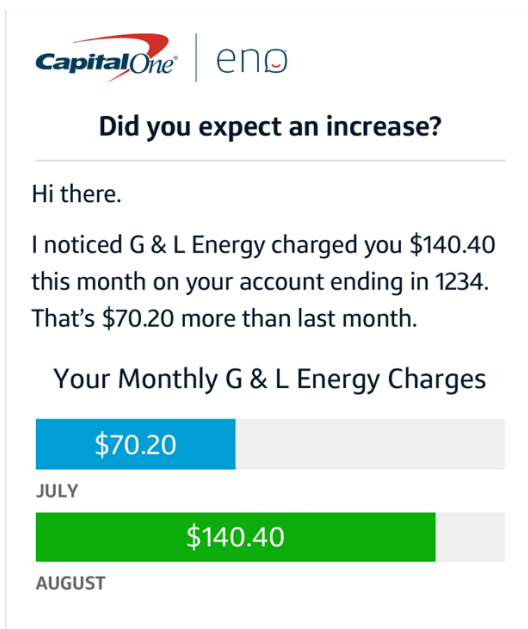 CapitalOne® eno
Did you expect an increase?
Hi there.
I noticed G & L Energy charged you $140.40
this month on your account ending in 1234.
That’s $70.20 more than last month.
Your Monthly G & L Energy Charges
$70.20
JULY
$140.40
AUGUST